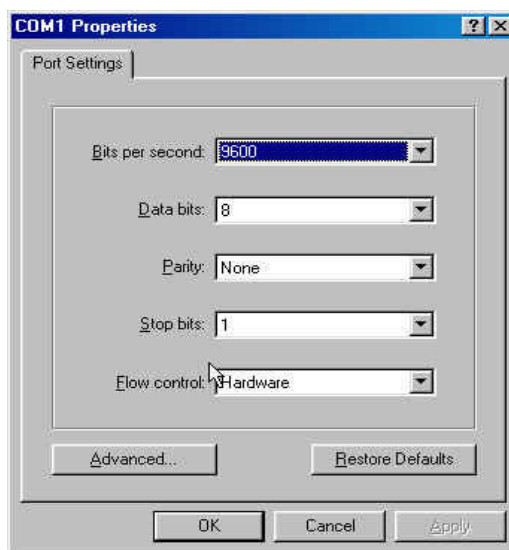 COM1 Properties
Port Settings
Bits per second: 9600
Data bits: 8
Parity: None
Stop bits: 1
Flow control: Hardware
Advanced... Restore Defaults
OK Cancel Apply